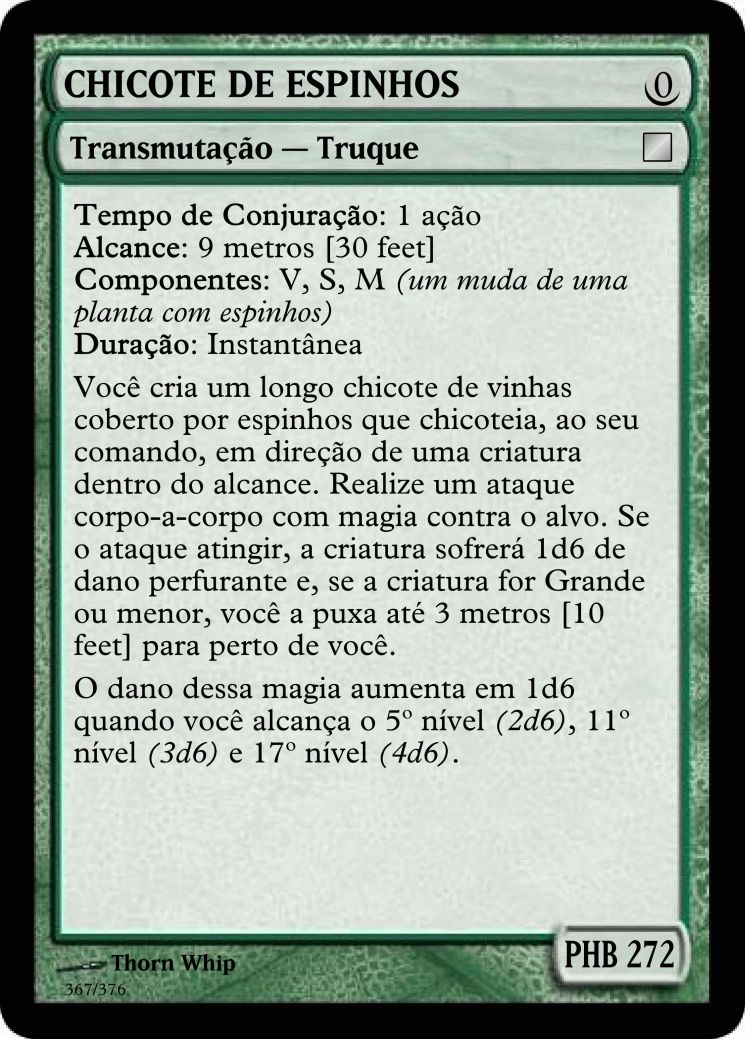 CHICOTE DE ESPINHOS 0
Transmutação — Truque
Tempo de Conjuração: 1 ação
Alcance: 9 metros [30 feet]
Componentes: V, S, M (um muda de uma
planta com espinhos)
Duração: Instantânea
Você cria um longo chicote de vinhas
coberto por espinhos que chicoteia, ao seu
comando, em direção de uma criatura
dentro do alcance. Realize um ataque
corpo-a-corpo com magia contra o alvo. Se
o ataque atingir, a criatura sofrerá 1d6 de
dano perfurante e, se a criatura for Grande
ou menor, você a puxa até 3 metros [10
feet] para perto de você.
O dano dessa magia aumenta em 1d6
quando você alcança o 5º nível (2d6), 11º
nível (3d6) e 17º nível (4d6).
PHB 272
Thorn Whip
367/376